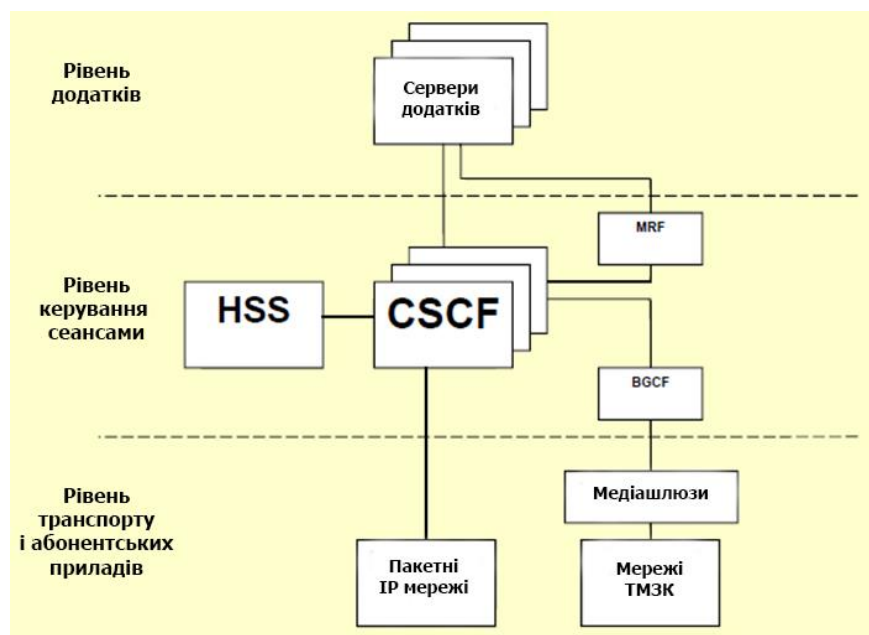 Рівень
додатків
Сервери
додатків
MRF
Рівень
керування
сеансами
HSS
CSCF
BGCF
Рівень
транспорту
і абонентських
приладів
Медіашлюзи
Пакетні
IP мережі
Мережі
ТМЗК